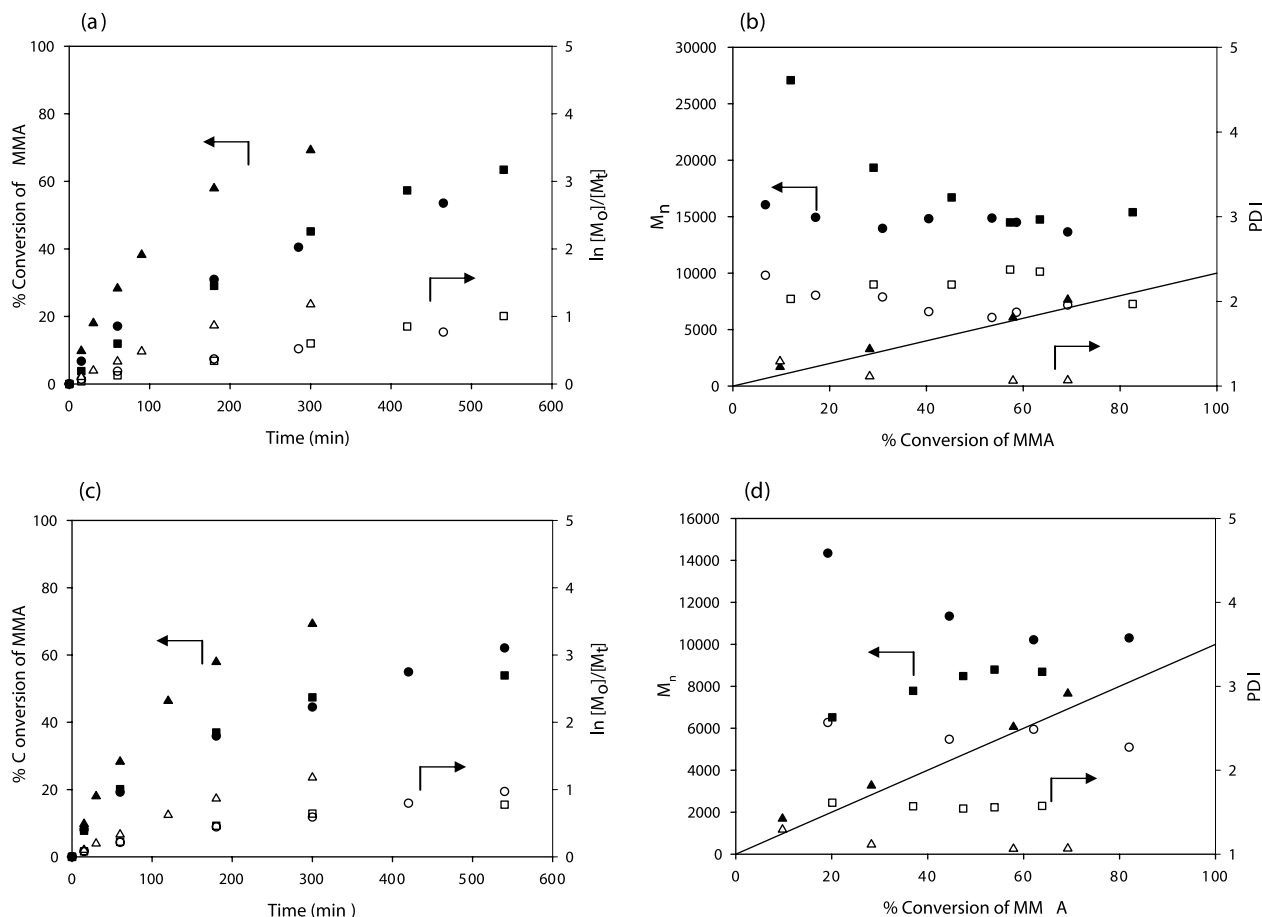 (a)
100
80
60
40
20
0
% Conversion of MMA
5
4
3
2
1
0
ln [Mo]/[Mt]
0 100 200 300 400 500 600
Time (min)
(b)
30000
25000
20000
15000
10000
5000
0
Mn
5
4
3
2
1
PDI
0 20 40 60 80 100
% Conversion of MMA
(c)
100
80
60
40
20
0
% C onversion of MMA
5
4
3
2
1
0
ln [Mo]/[Mt]
0 100 200 300 400 500 600
Time (min )
(d)
16000
14000
12000
10000
8000
6000
4000
2000
0
Mn
5
4
3
2
1
PDI
0 20 40 60 80 100
% Conversion of MM A